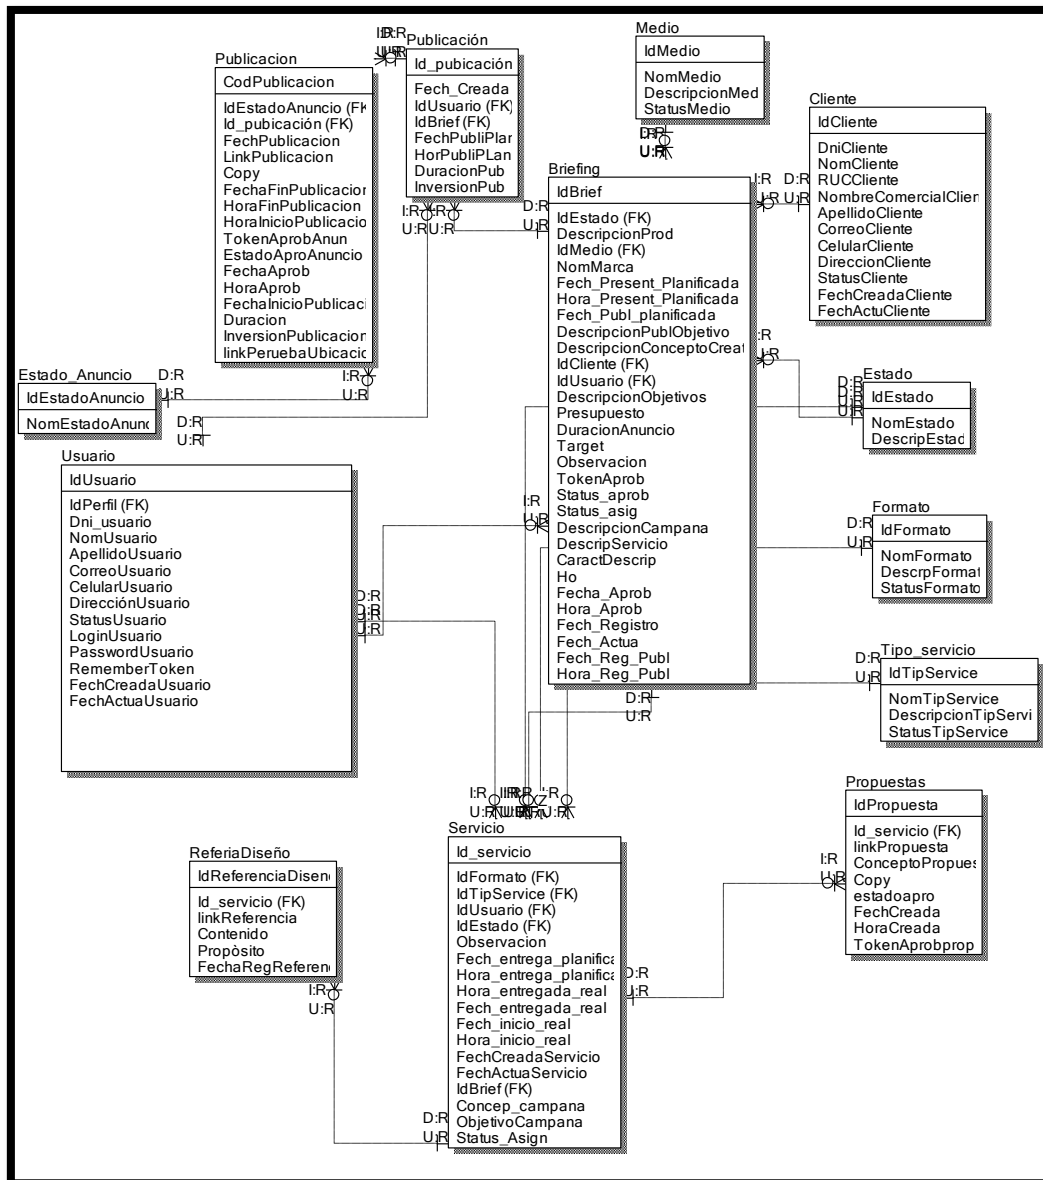 Publicacion
CodPublicacion
IdEstadoAnuncio (FK
Id_pubicación (FK)
FechPublicacion
LinkPublicacion
Copy
FechaFinPublicacion
HoraFinPublicacion
HoraInicioPublicacio
TokenAprobAnun
EstadoAproAnuncio
FechaAprob
HoraAprob
FechaInicioPublicaci
Duracion
InversionPublicacion
linkPeruebaUbicacio
Publicación
Id_pubicación
Fech_Creada
IdUsuario (FK)
IdBrief (FK)
FechPubliPlan
HorPubliPLan
DuracionPub
InversionPub
Medio
IdMedio
NomMedio
DescripcionMed
StatusMedio
D:R
U:R
Cliente
IdCliente
DniCliente
NomCliente
RUCCliente
NombreComercialClien
ApellidoCliente
CorreoCliente
CelularCliente
DireccionCliente
StatusCliente
FechCreadaCliente
FechActuCliente
I:R
U:R
D:R
U:R
Briefing
IdBrief
IdEstado (FK)
DescripcionProd
IdMedio (FK)
NomMarca
Fech_Present_Planificada
Hora_Present_Planificada
Fech_Publ_planificada
DescripcionPublObjetivo
DescripcionConceptoCreat
IdCliente (FK)
IdUsuario (FK)
DescripcionObjetivos
Presupuesto
DuracionAnuncio
Target
Observacion
TokenAprob
Status_aprob
Status_asig
DescripcionCampana
DescripServicio
CaractDescrip
Ho
Fecha_Aprob
Hora_Aprob
Fech_Registro
Fech_Actua
Fech_Reg_Publ
Hora_Reg_Publ
I:R
U:R
D:R
U:R
Estado_Anuncio
IdEstadoAnuncio
NomEstadoAnunc
D:R
U:R
I:R
U:R
D:R
U:R
Estado
IdEstado
NomEstado
DescripEstad
:R
U:R
D:R
U:R
Usuario
IdUsuario
IdPerfil (FK)
Dni_usuario
NomUsuario
ApellidoUsuario
CorreoUsuario
CelularUsuario
DirecciónUsuario
StatusUsuario
LoginUsuario
PasswordUsuario
RememberToken
FechCreadaUsuario
FechActuaUsuario
D:R
U:R
I:R
U:R
Formato
IdFormato
NomFormato
DescrpFormat
StatusFormato
D:R
U:R
Tipo_servicio
IdTipService
NomTipService
DescripcionTipServi
StatusTipService
D:R
U:R
D:R
U:R
I:R
U:R
Servicio
Id_servicio
IdFormato (FK)
IdTipService (FK)
IdUsuario (FK)
IdEstado (FK)
Observacion
Fech_entrega_planifica
Hora_entrega_planifica
Hora_entregada_real
Fech_entregada_real
Fech_inicio_real
Hora_inicio_real
FechCreadaServicio
FechActuaServicio
IdBrief (FK)
Concep_campana
ObjetivoCampana
Status_Asign
Propuestas
IdPropuesta
Id_servicio (FK)
linkPropuesta
ConceptoPropues
Copy
estadoapro
FechCreada
HoraCreada
TokenAprobprop
I:R
U:R
D:R
U:R
ReferiaDiseño
IdReferenciaDisen
Id_servicio (FK)
linkReferencia
Contenido
Propòsito
FechaRegReferen
I:R
U:R
D:R
U:R